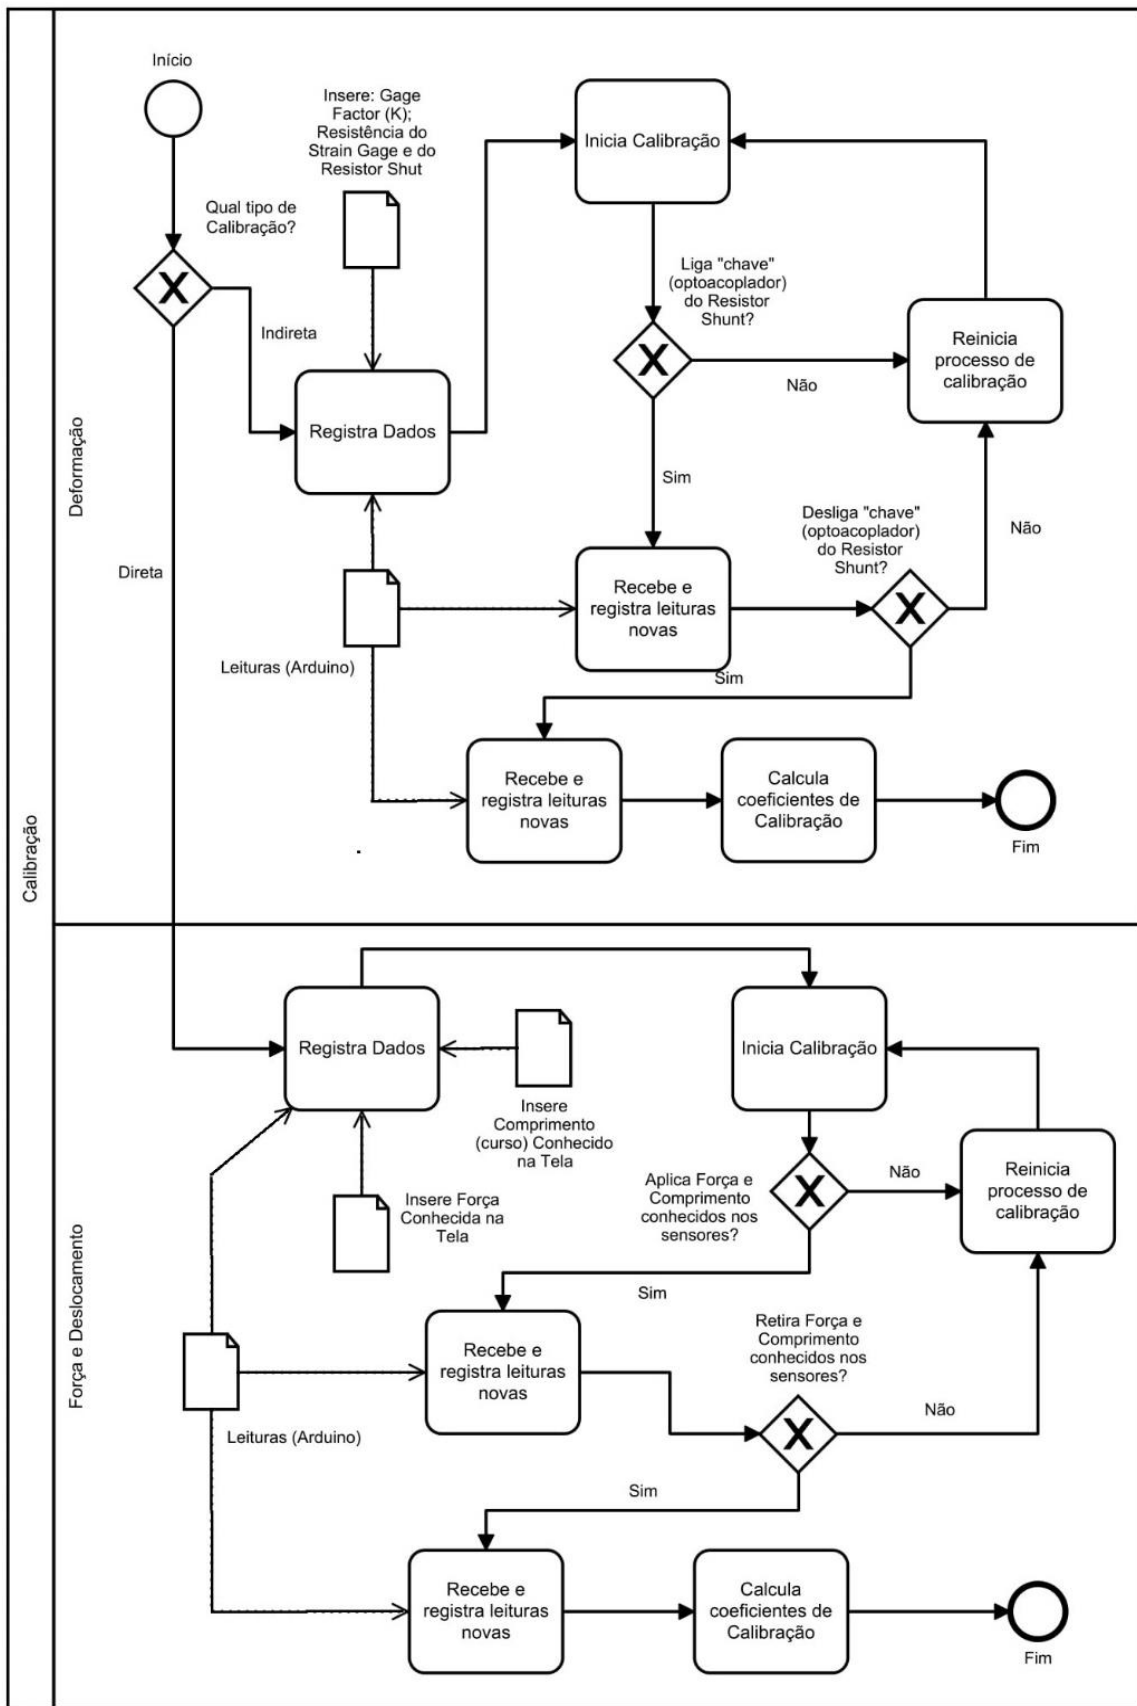 Calibração
Deformação
Início
Insere: Gage
Factor (K);
Resistência do
Strain Gage e do
Resistor Shut
Inicia Calibração
Qual tipo de
Calibração?
X
Indireta
Liga "chave"
(optoacoplador)
do Resistor
Shunt?
X
Não
Reinicia
processo de
calibração
Registra Dados
Sim
Desliga "chave"
(optoacoplador)
do Resistor
Shunt?
X
Não
Direta
Recebe e
registra leituras
novas
Leituras (Arduino)
Sim
Recebe e
registra leituras
novas
Calcula
coeficientes de
Calibração
Fim
Força e Deslocamento
Registra Dados
Insere
Comprimento
(curso) Conhecido
na Tela
Inicia Calibração
Insere Força
Conhecida na
Tela
Aplica Força e
Comprimento
conhecidos nos
sensores?
X
Não
Reinicia
processo de
calibração
Sim
Recebe e
registra leituras
novas
Retira Força e
Comprimento
conhecidos nos
sensores?
X
Não
Leituras (Arduino)
Sim
Recebe e
registra leituras
novas
Calcula
coeficientes de
Calibração
Fim